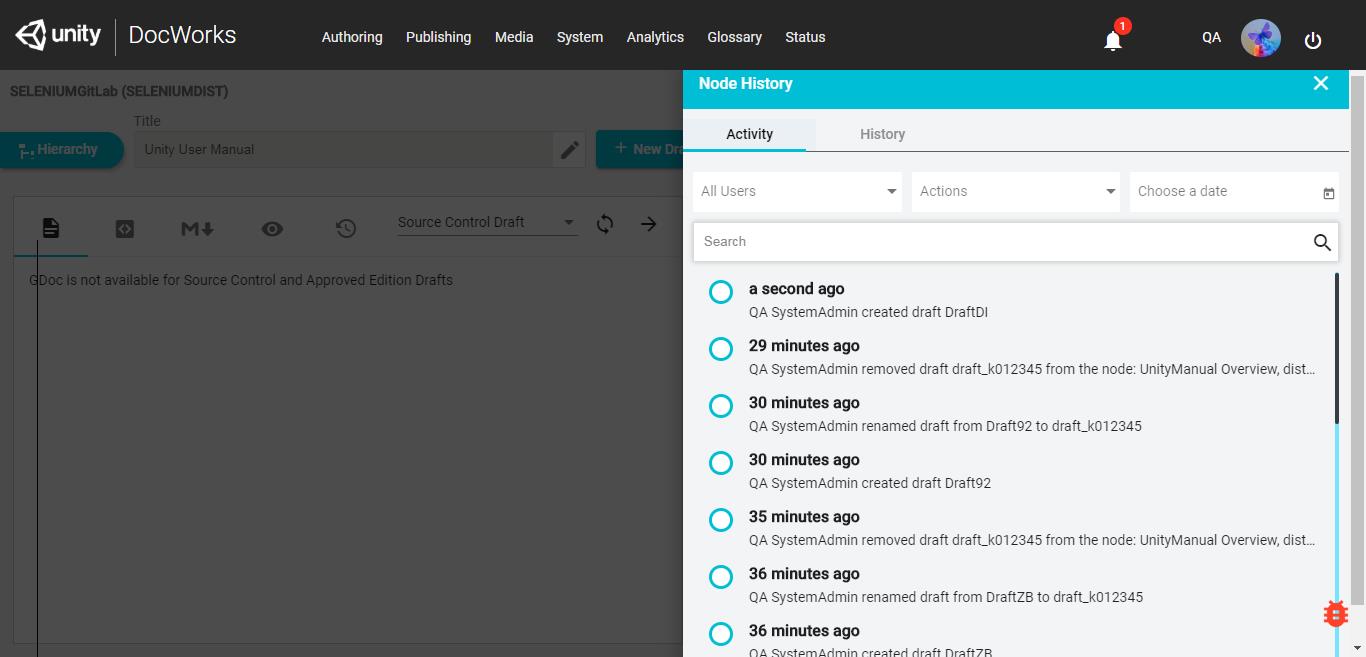 unity DocWorks Authoring Publishing Media System Analytics Glossary Status 1 QA
SELENIUMGitLab (SELENIUMDIST)
Title
Hierarchy Unity User Manual + New Dra
M Source Control Draft
GDoc is not available for Source Control and Approved Edition Drafts
Node History
Activity History
All Users Actions Choose a date
Search
a second ago
QA SystemAdmin created draft DraftDI
29 minutes ago
QA SystemAdmin removed draft draft_k012345 from the node: UnityManual Overview, dist...
30 minutes ago
QA SystemAdmin renamed draft from Draft92 to draft_k012345
30 minutes ago
QA SystemAdmin created draft Draft92
35 minutes ago
QA SystemAdmin removed draft draft_k012345 from the node: UnityManual Overview, dist...
36 minutes ago
QA SystemAdmin renamed draft from DraftZB to draft_k012345
36 minutes ago
QA SystemAdmin created draft DraftZB